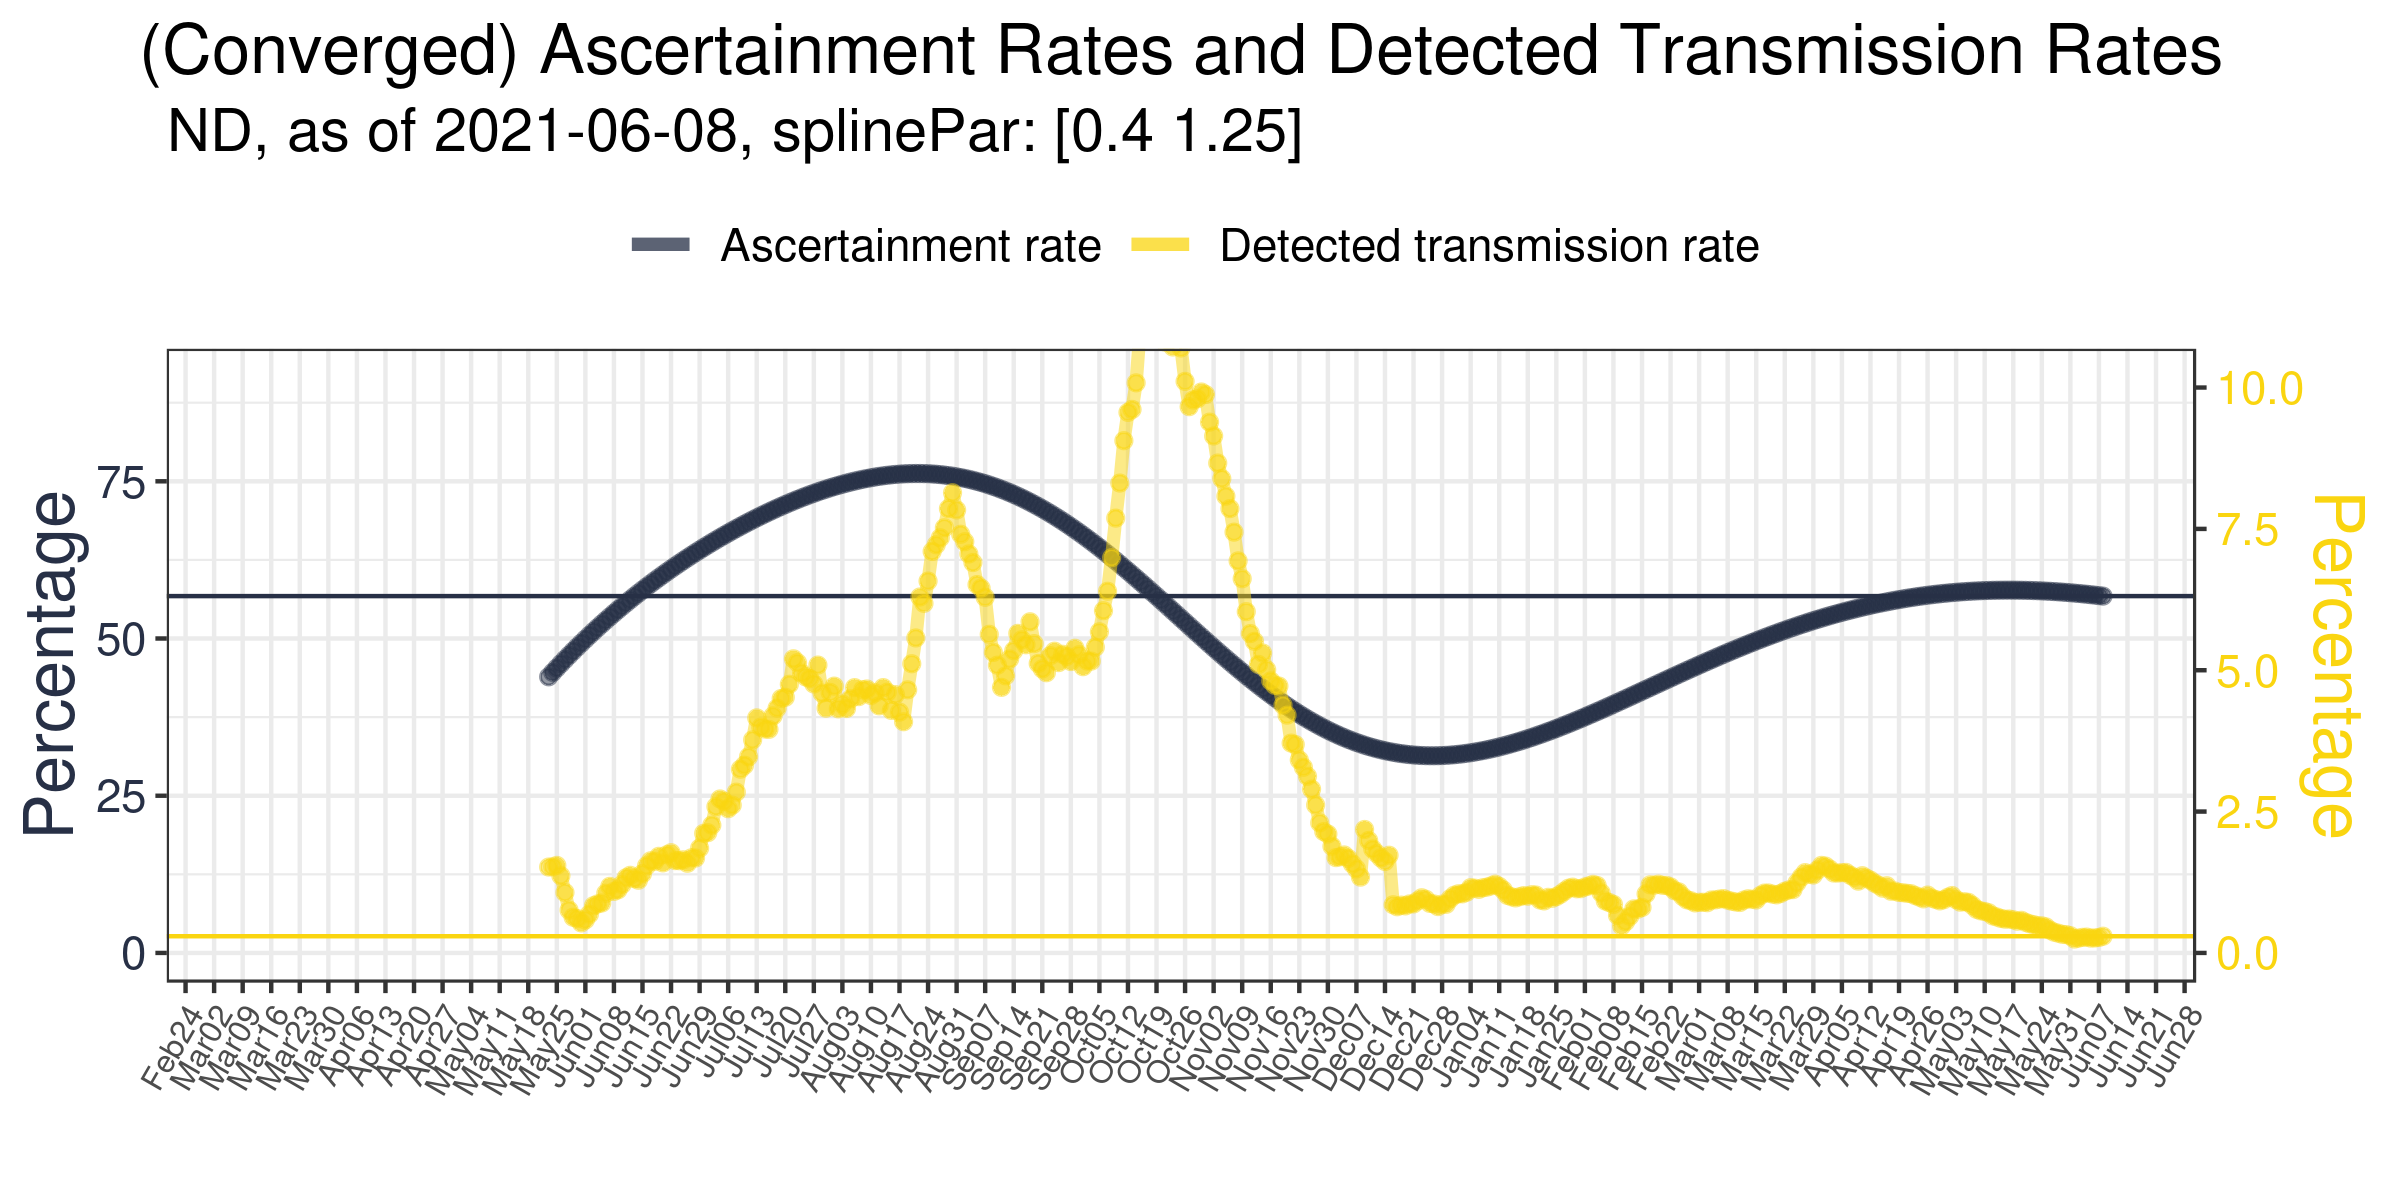 (Converged) Ascertainment Rates and Detected Transmission Rates
ND, as of 2021-06-08, splinePar: [0.4 1.25]
Ascertainment rate
Detected transmission rate
Percentage
75
50
25
0
10.0
7.5
5.0
2.5
0.0
Percentage
Feb24
Mar02
Mar09
Mar16
Mar23
Mar30
Apr06
Apr13
Apr20
Apr27
May04
May11
May18
May25
Jun01
Jun08
Jun15
Jun22
Jun29
Jul06
Jul13
Jul20
Jul27
Aug03
Aug10
Aug17
Aug24
Aug31
Sep07
Sep14
Sep21
Sep28
Oct05
Oct12
Oct19
Oct26
Nov02
Nov09
Nov16
Nov23
Nov30
Dec07
Dec14
Dec21
Dec28
Jan04
Jan11
Jan18
Jan25
Feb01
Feb08
Feb15
Feb22
Mar01
Mar08
Mar15
Mar22
Mar29
Apr05
Apr12
Apr19
Apr26
May03
May10
May17
May24
May31
Jun07
Jun14
Jun21
Jun28